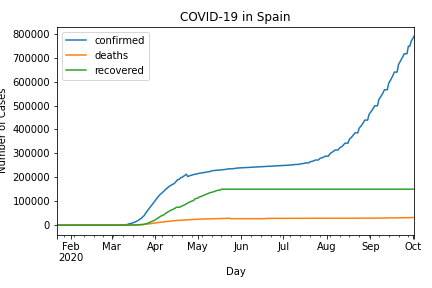 COVID-19 in Spain
confirmed
deaths
recovered
800000
700000
600000
500000
400000
300000
200000
100000
0
Number of Cases
Feb Mar Apr May Jun Jul Aug Sep Oct
2020
Day